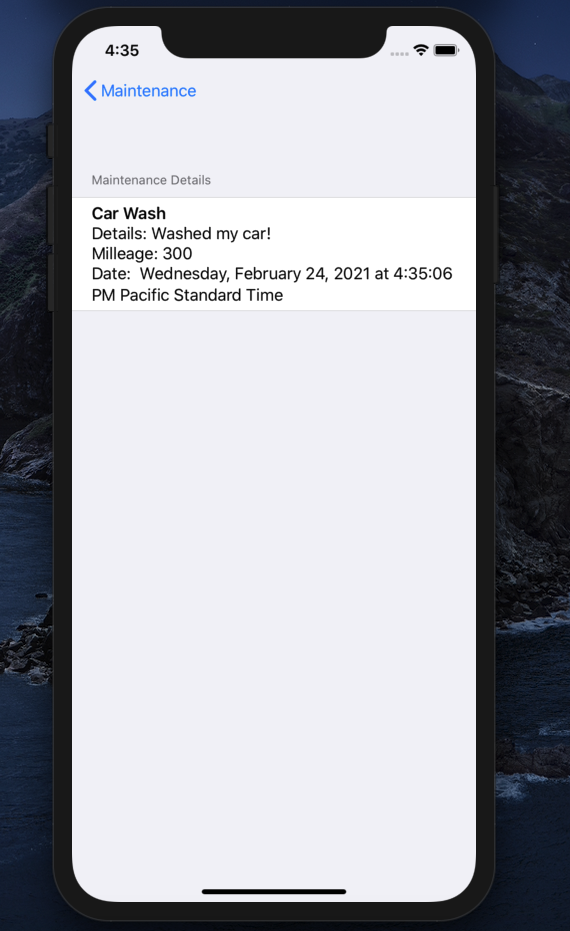 4:35
Maintenance
Maintenance Details
Car Wash
Details: Washed my car!
Milleage: 300
Date:  Wednesday, February 24, 2021 at 4:35:06
PM Pacific Standard Time